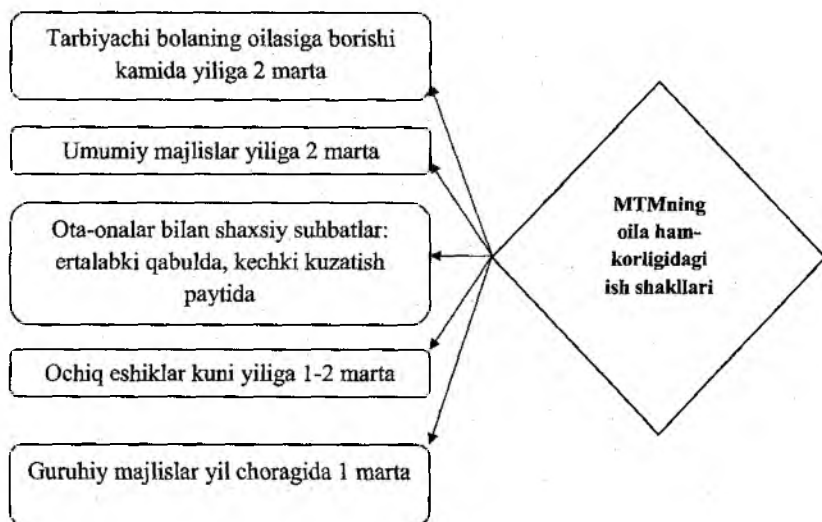 Tarbiyachi bolaning oilasiga borishi
kamida yiliga 2 marta
Umumiy majlislar yiliga 2 marta
Ota-onalar bilan shaxsiy suhbatlar:
ertalabki qabulda, kechki kuzatish
paytida
Ochiq eshiklar kuni yiliga 1-2 marta
Guruhiy majlislar yil choragida 1 marta
MTMning
oila ham-
korligidagi
ish shakllari